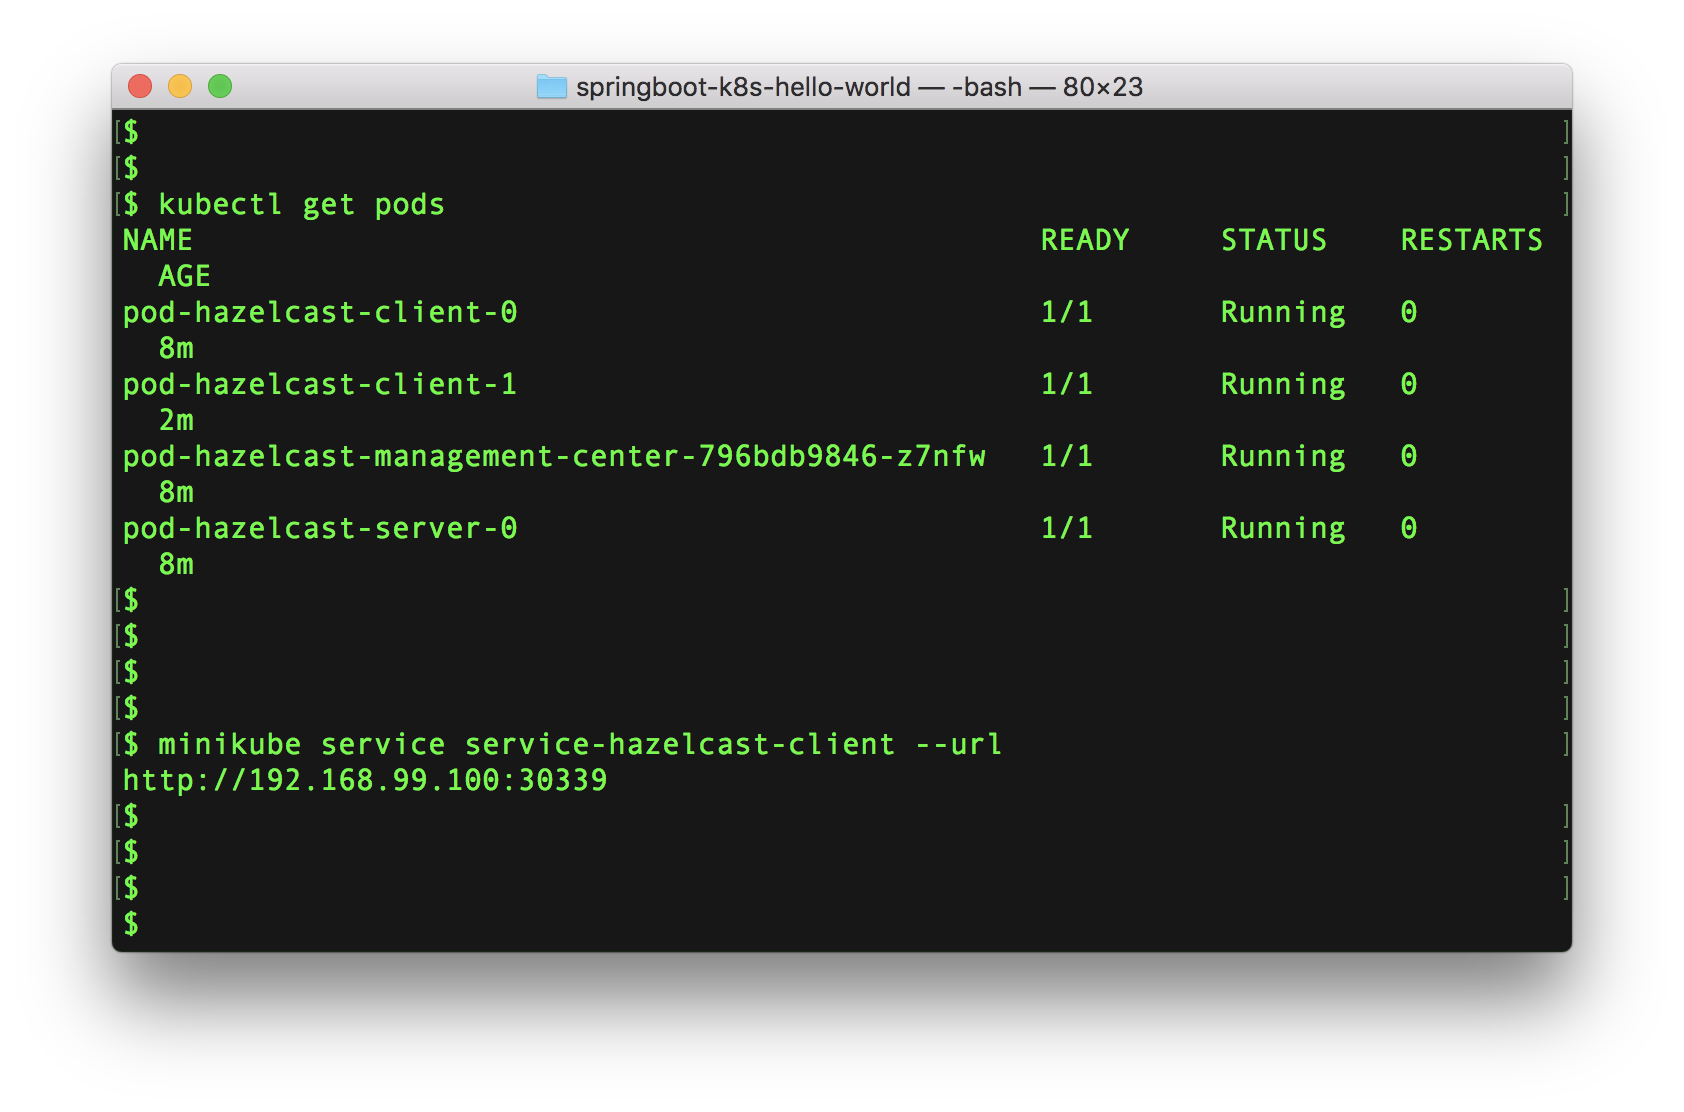 springboot-k8s-hello-world — -bash — 80×23
[$ ]
[$ ]
[$ kubectl get pods ]
NAME READY STATUS RESTARTS
AGE
pod-hazelcast-client-0 1/1 Running 0
8m
pod-hazelcast-client-1 1/1 Running 0
2m
pod-hazelcast-management-center-796bdb9846-z7nfw 1/1 Running 0
8m
pod-hazelcast-server-0 1/1 Running 0
8m
[$ ]
[$ ]
[$ ]
[$ ]
[$ minikube service service-hazelcast-client --url ]
http://192.168.99.100:30339
[$ ]
[$ ]
[$ ]
$